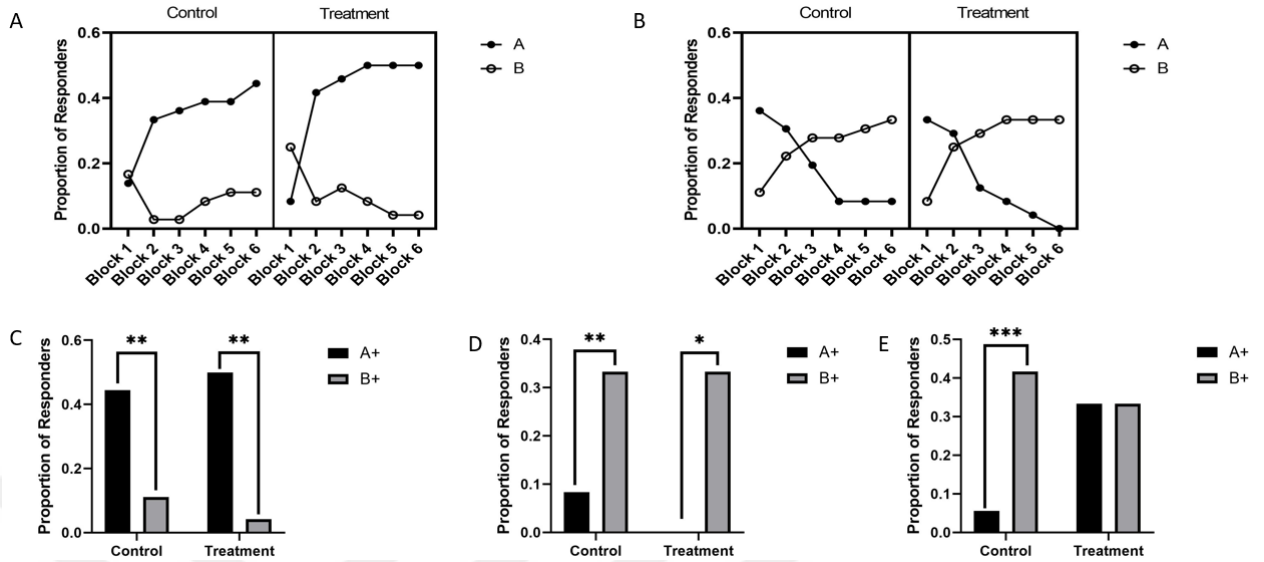 A
Control
Treatment
Proportion of Responders
0.6
0.4
0.2
0.0
Block 1
Block 2
Block 3
Block 4
Block 5
Block 6
Block 1
Block 2
Block 3
Block 4
Block 5
Block 6
A
B
B
Control
Treatment
Proportion of Responders
0.6
0.4
0.2
0.0
Block 1
Block 2
Block 3
Block 4
Block 5
Block 6
Block 1
Block 2
Block 3
Block 4
Block 5
Block 6
A
B
C
Proportion of Responders
0.6
0.4
0.2
0.0
**
**
Control
Treatment
A+
B+
D
Proportion of Responders
0.4
0.3
0.2
0.1
0.0
**
*
Control
Treatment
A+
B+
E
Proportion of Responders
0.5
0.4
0.3
0.2
0.1
0.0
***
Control
Treatment
A+
B+